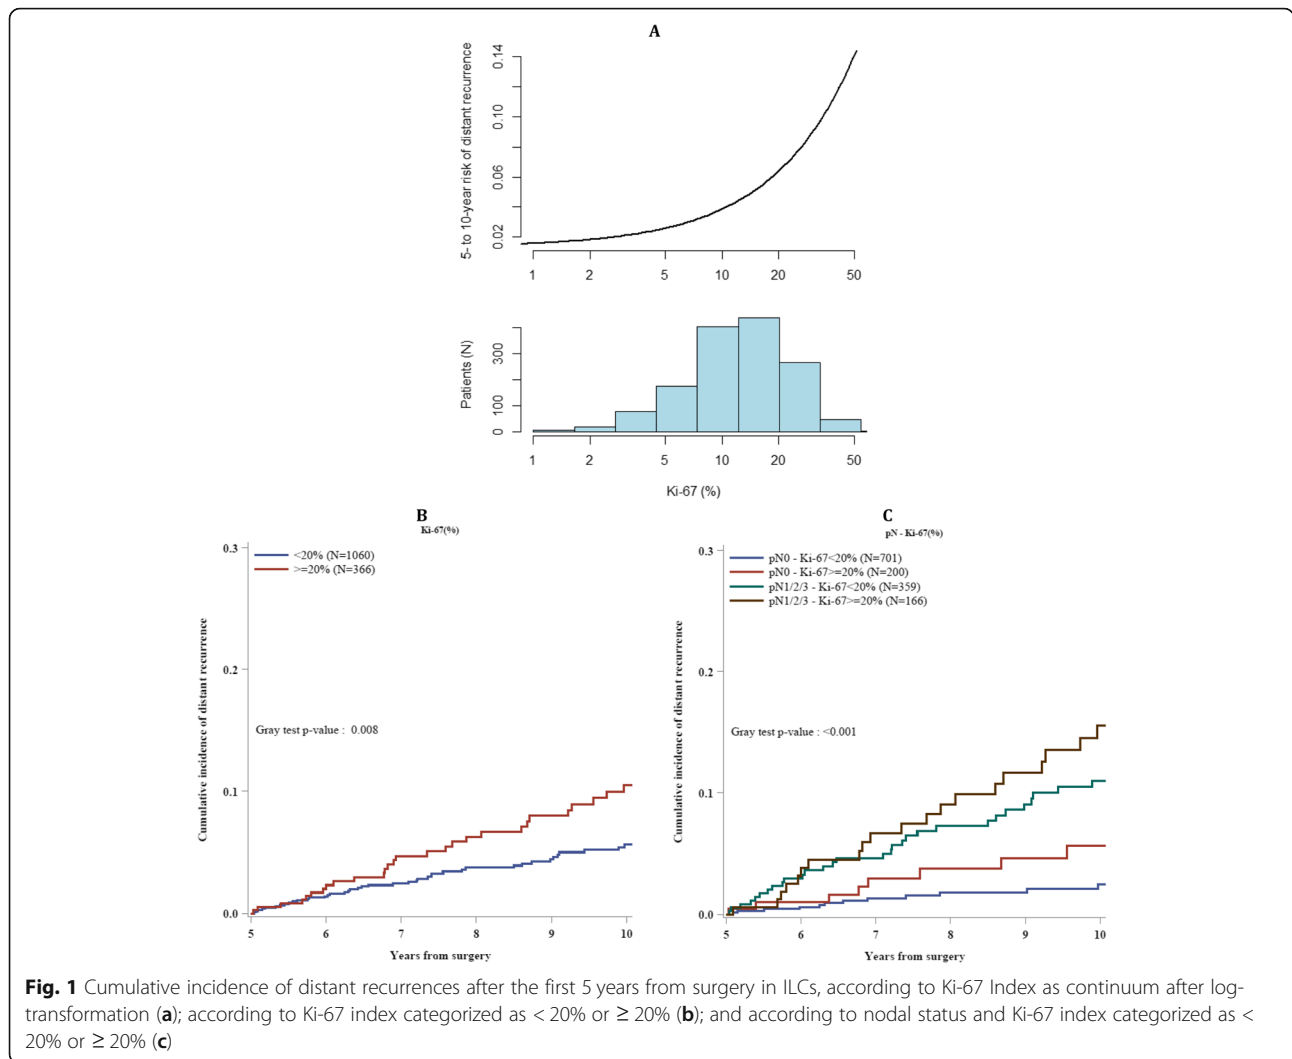 A
5- to 10-year risk of distant recurrence
0.14
0.10
0.06
0.02
1 2 5 10 20 50
Patients (N)
300
100
0
1 2 5 10 20 50
Ki-67 (%)
B
Ki-67(%)
<20% (N=1060)
>=20% (N=366)
Cumulative incidence of distant recurrence
0.3
0.2
0.1
0.0
Gray test p-value : 0.008
5 6 7 8 9 10
Years from surgery
C
pN - Ki-67(%)
pN0 - Ki-67<20% (N=701)
pN0 - Ki-67>=20% (N=200)
pN1/2/3 - Ki-67<20% (N=359)
pN1/2/3 - Ki-67>=20% (N=166)
Cumulative incidence of distant recurrence
0.3
0.2
0.1
0.0
Gray test p-value : <0.001
5 6 7 8 9 10
Years from surgery
Fig. 1 Cumulative incidence of distant recurrences after the first 5 years from surgery in ILCs, according to Ki-67 Index as continuum after log-
transformation (a); according to Ki-67 index categorized as < 20% or ≥ 20% (b); and according to nodal status and Ki-67 index categorized as <
20% or ≥ 20% (c)